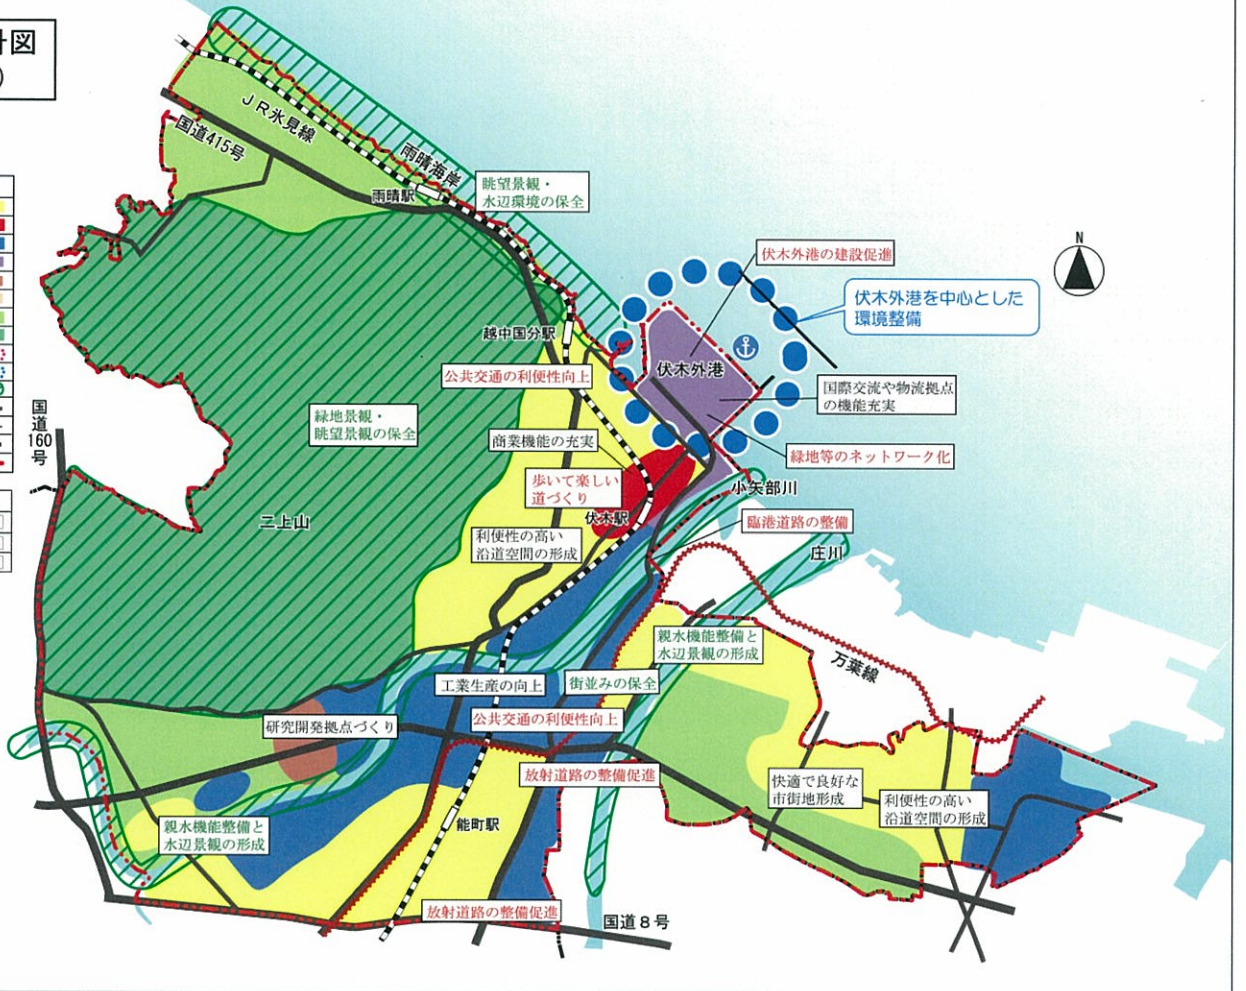 計図
)
JR氷見線
国道415号
雨晴海岸
雨晴駅
眺望景観・
水辺環境の保全
N
伏木外港の建設促進
伏木外港を中心とした
環境整備
越中国分駅
伏木外港
公共交通の利便性向上
国際交流や物流拠点
の機能充実
国道160号
緑地景観・
眺望景観の保全
商業機能の充実
緑地等のネットワーク化
歩いて楽しい
道づくり
小矢部川
伏木駅
二上山
臨港道路の整備
利便性の高い
沿道空間の形成
庄川
親水機能整備と
水辺景観の形成
万葉線
工業生産の向上
街並みの保全
研究開発拠点づくり
公共交通の利便性向上
放射道路の整備促進
快適で良好な
市街地形成
利便性の高い
沿道空間の形成
親水機能整備と
水辺景観の形成
能町駅
放射道路の整備促進
国道8号